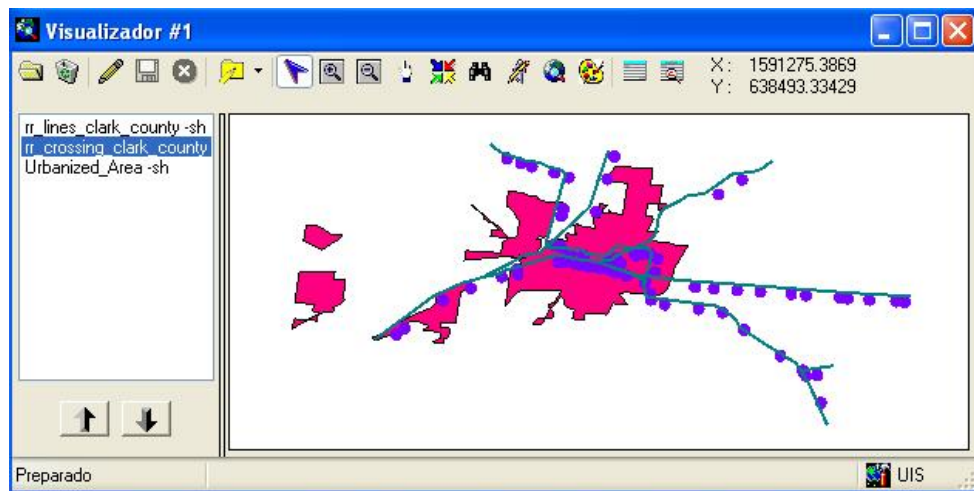 Visualizador #1
X: 1591275.3869
Y: 638493.33429
rr_lines_clark_county -sh
rr_crossing_clark_county
Urbanized_Area -sh
Preparado
UIS